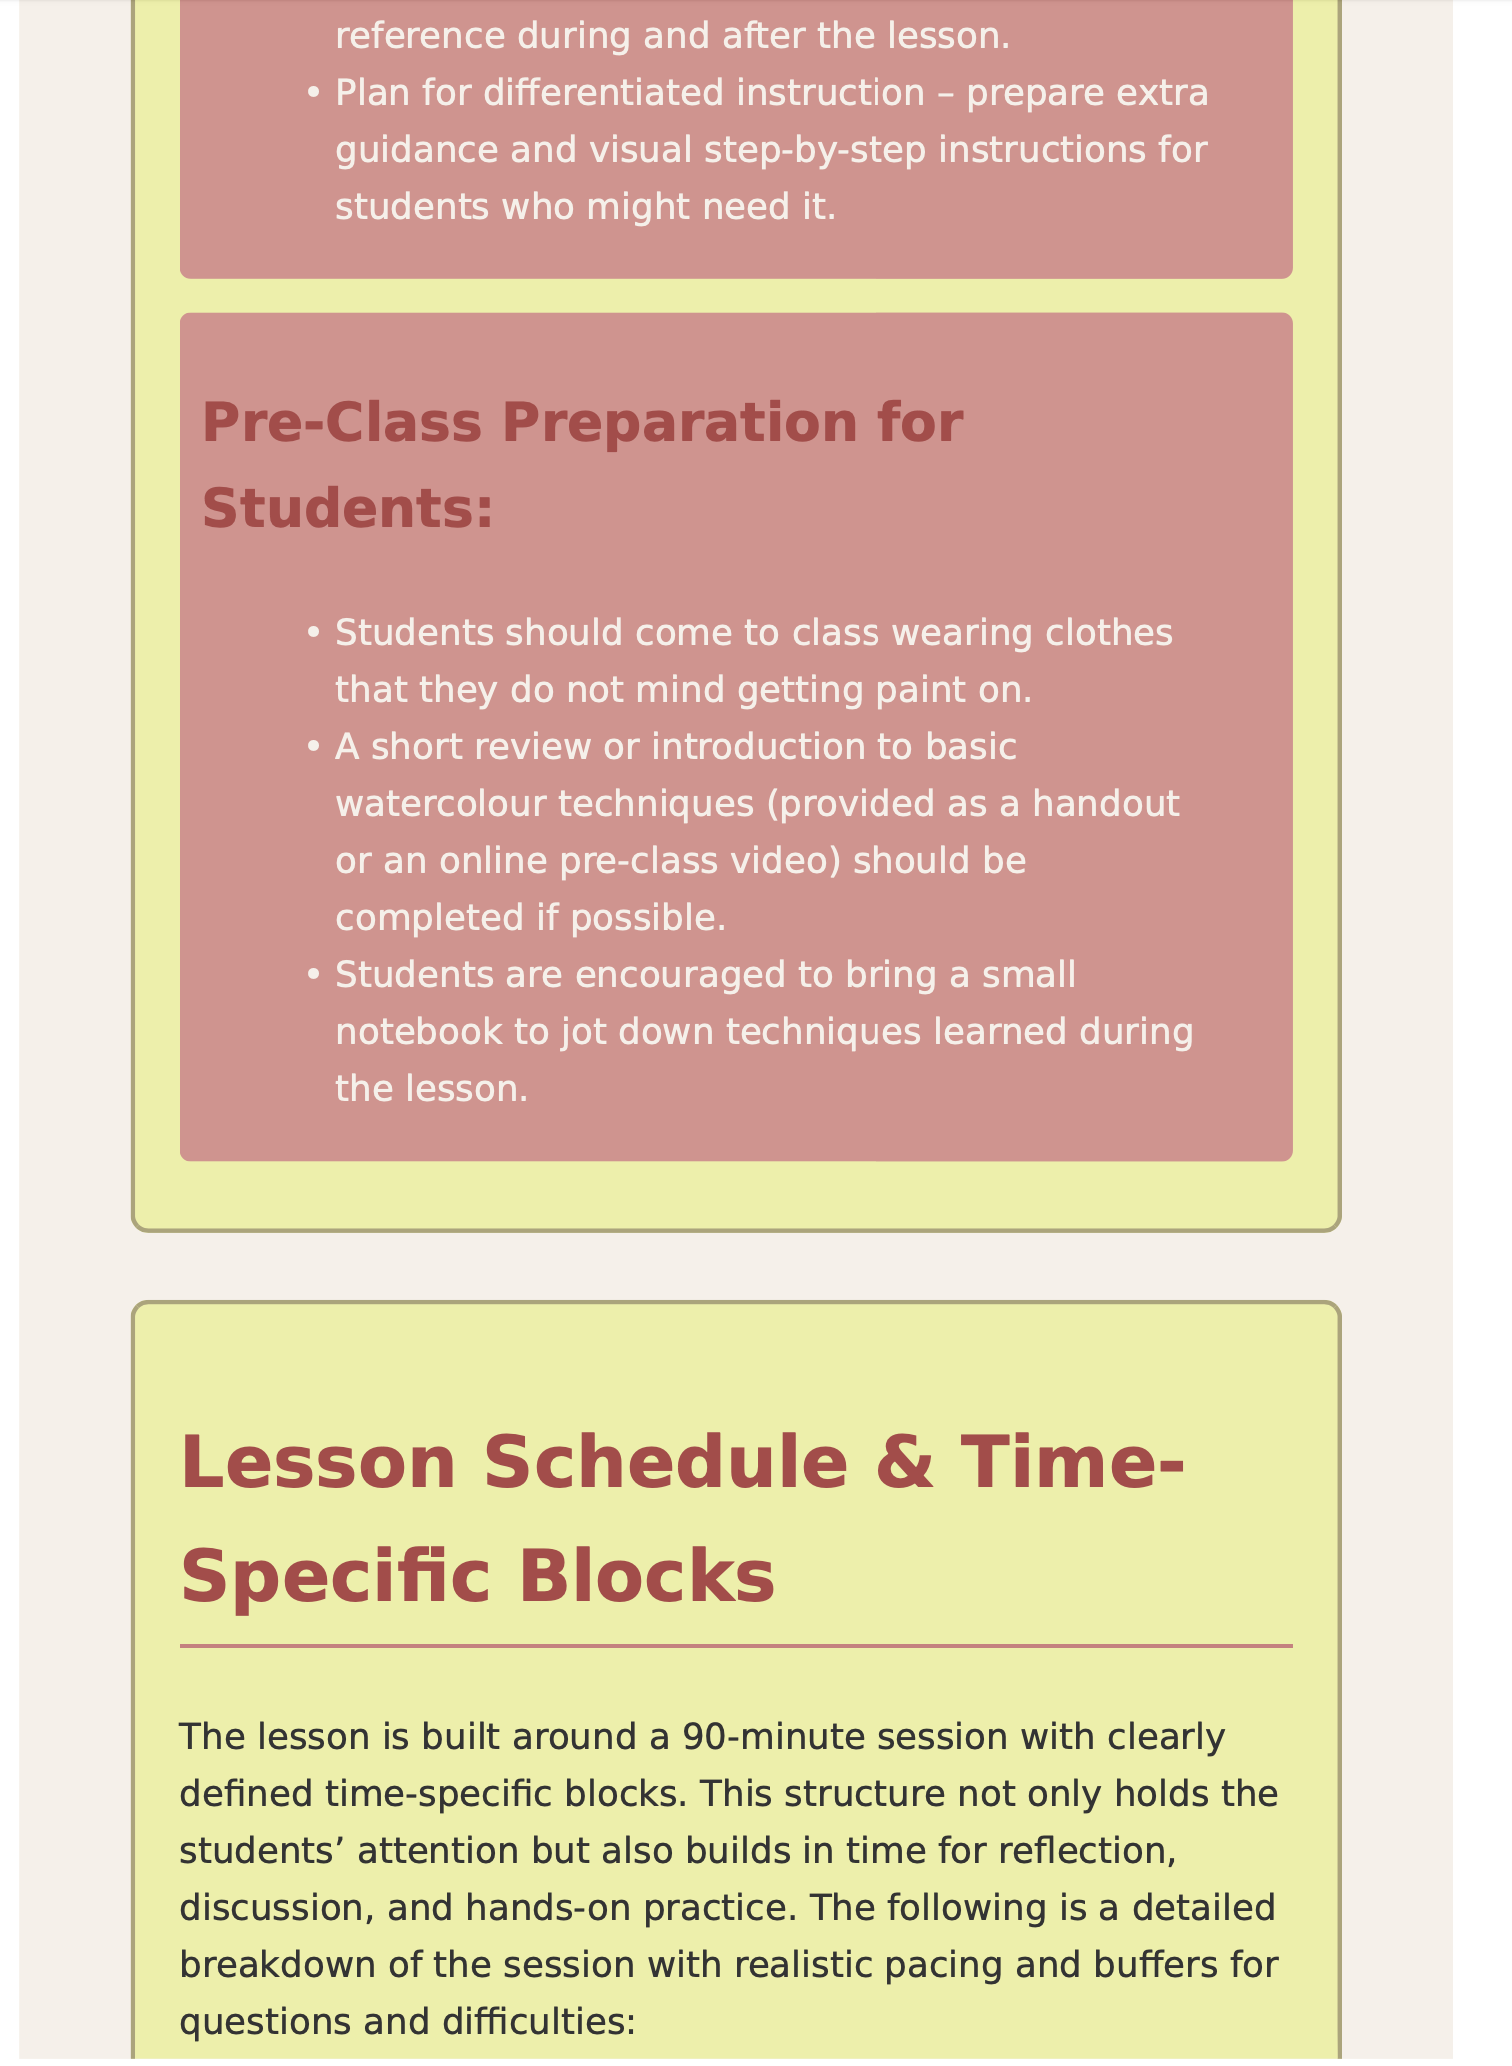 reference during and after the lesson.
• Plan for differentiated instruction – prepare extra
guidance and visual step-by-step instructions for
students who might need it.
Pre-Class Preparation for
Students:
• Students should come to class wearing clothes
that they do not mind getting paint on.
• A short review or introduction to basic
watercolour techniques (provided as a handout
or an online pre-class video) should be
completed if possible.
• Students are encouraged to bring a small
notebook to jot down techniques learned during
the lesson.
Lesson Schedule & Time-
Specific Blocks
The lesson is built around a 90-minute session with clearly
defined time-specific blocks. This structure not only holds the
students’ attention but also builds in time for reflection,
discussion, and hands-on practice. The following is a detailed
breakdown of the session with realistic pacing and buffers for
questions and difficulties: